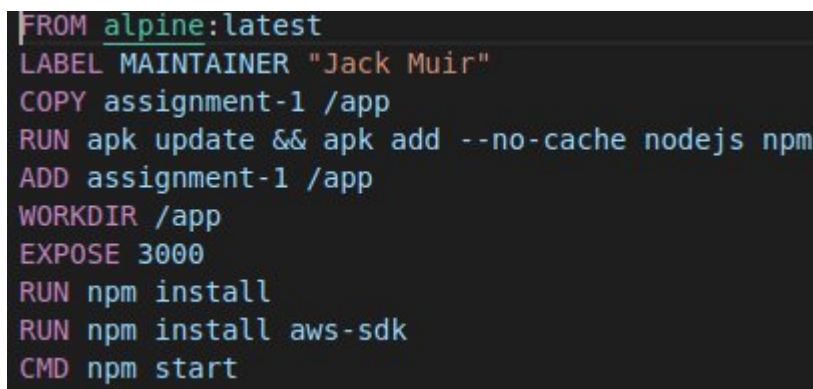 FROM alpine:latest
LABEL MAINTAINER "Jack Muir"
COPY assignment-1 /app
RUN apk update && apk add --no-cache nodejs npm
ADD assignment-1 /app
WORKDIR /app
EXPOSE 3000
RUN npm install
RUN npm install aws-sdk
CMD npm start